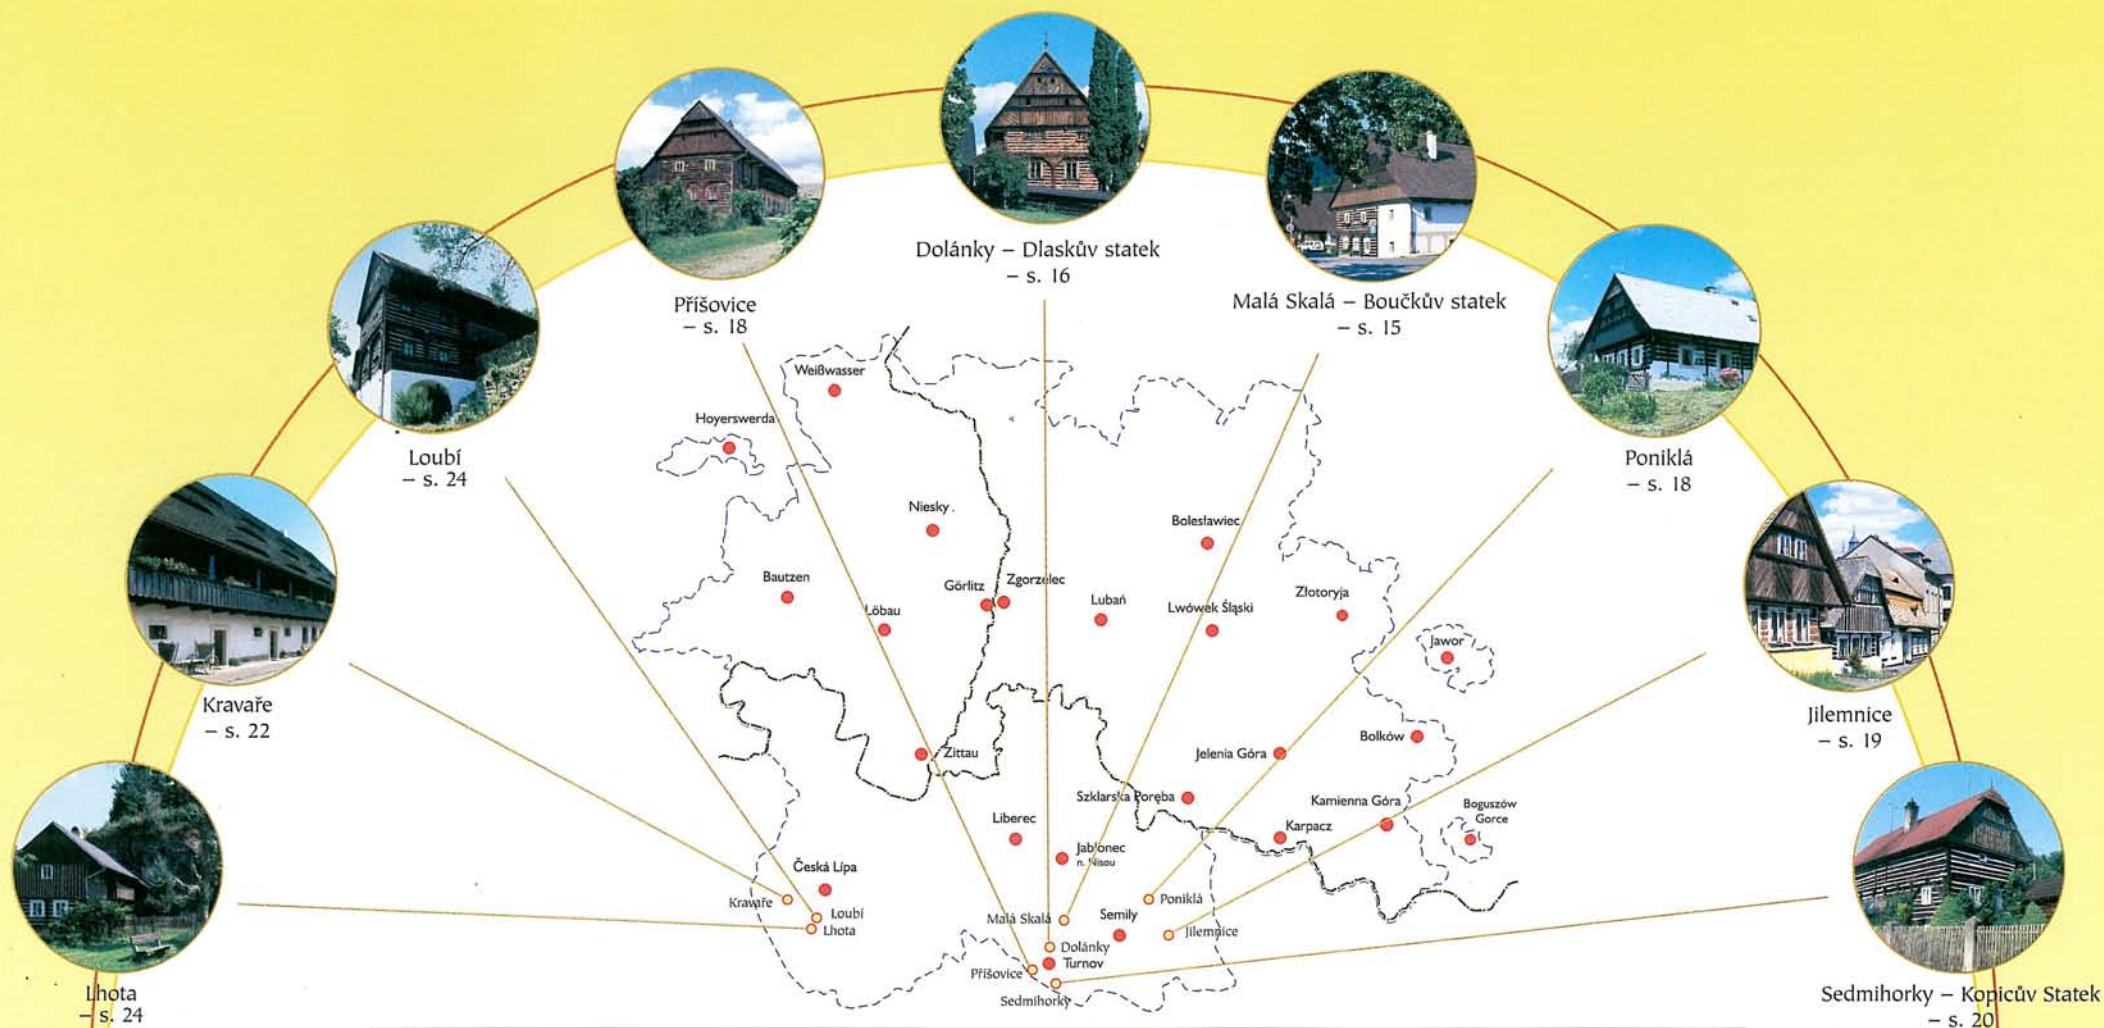 Dolánky – Dlaskův statek
– s. 16
Příšovice
– s. 18
Malá Skalá – Boučkův statek
– s. 15
Loubí
– s. 24
Poniklá
– s. 18
Kravaře
– s. 22
Jilemnice
– s. 19
Lhota
– s. 24
Sedmihorky – Kopicův Statek
– s. 20
Weißwasser
Hoyerswerda
Niesky
Bolesławiec
Bautzen
Görlitz
Zgorzelec
Löbau
Lubań
Lwówek Śląski
Złotoryja
Jawor
Zittau
Jelenia Góra
Bolków
Szklarska Poręba
Kamienna Góra
Boguszów
Gorce
Liberec
Karpacz
Jablonec
n. Nisou
Česká Lípa
Kravaře
Loubí
Lhota
Malá Skalá
Semily
Poniklá
Jilemnice
Dolánky
Turnov
Příšovice
Sedmihorky